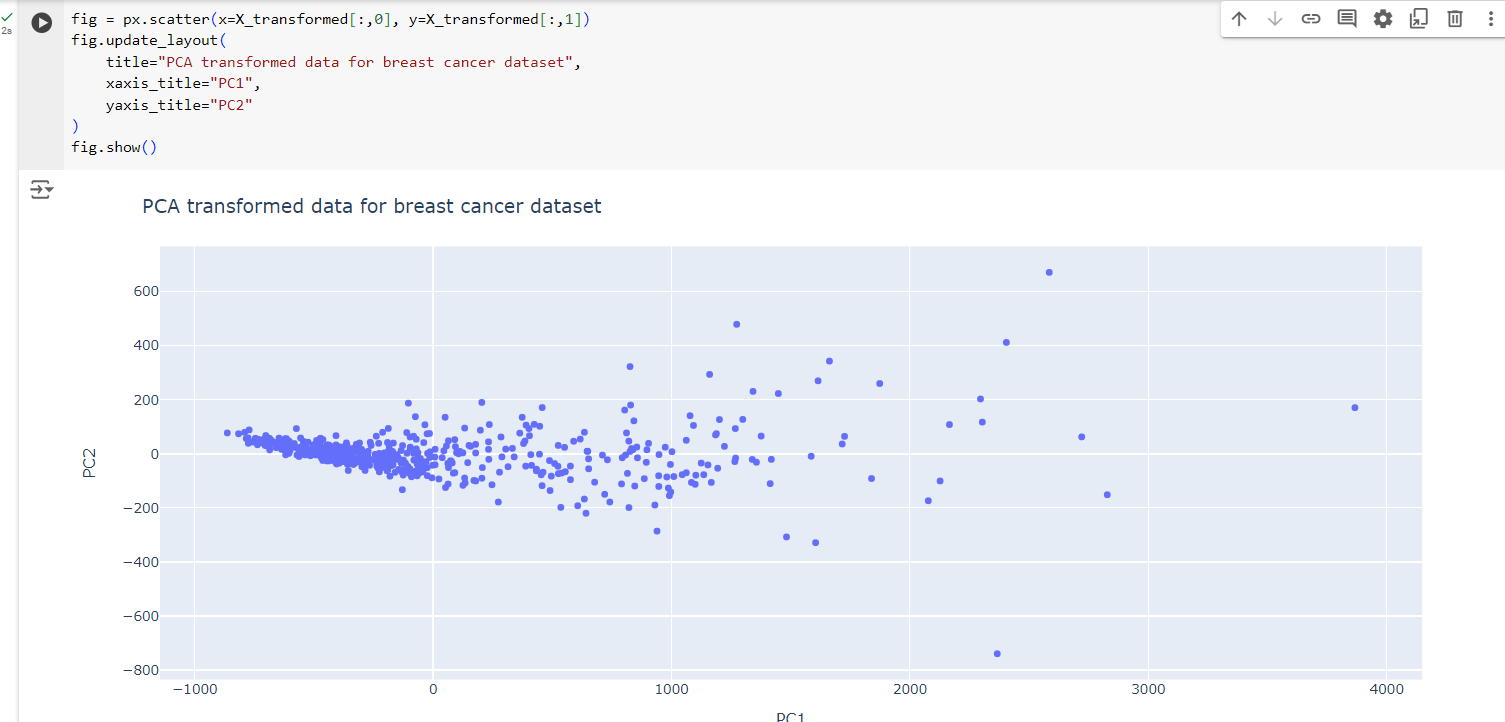 fig = px.scatter(x=X_transformed[:,0], y=X_transformed[:,1])
fig.update_layout(
    title="PCA transformed data for breast cancer dataset",
    xaxis_title="PC1",
    yaxis_title="PC2"
)
fig.show()
2s
PCA transformed data for breast cancer dataset
600
400
200
0
−200
−400
−600
−800
PC2
−1000
0
1000
2000
3000
4000
PC1